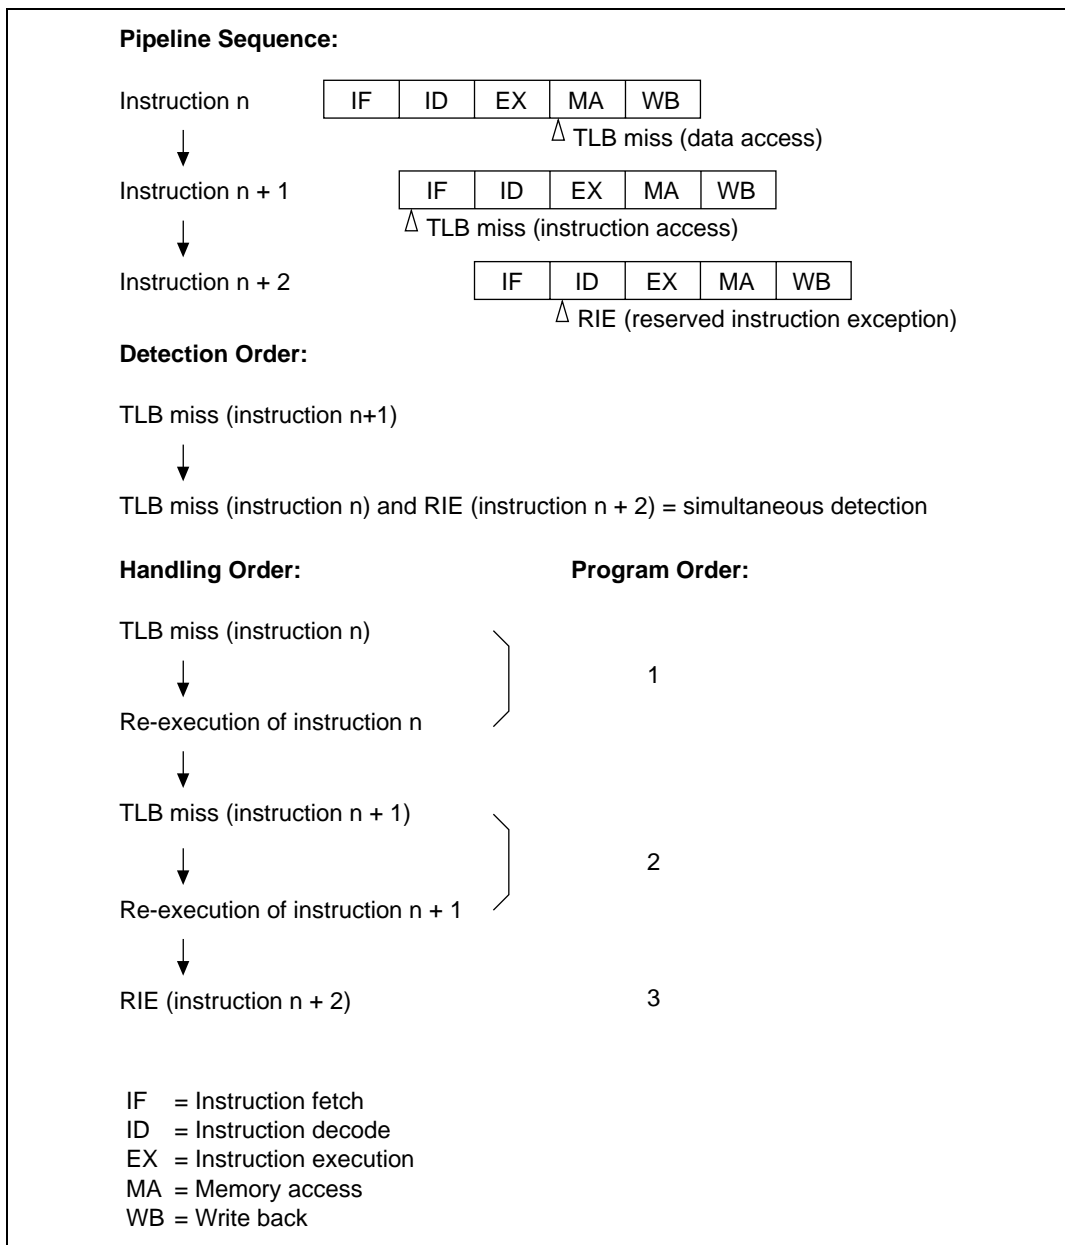 Pipeline Sequence:
Instruction n IF ID EX MA WB
TLB miss (data access)
Instruction n + 1 IF ID EX MA WB
TLB miss (instruction access)
Instruction n + 2 IF ID EX MA WB
RIE (reserved instruction exception)
Detection Order:
TLB miss (instruction n+1)
TLB miss (instruction n) and RIE (instruction n + 2) = simultaneous detection
Handling Order: Program Order:
TLB miss (instruction n)
1
Re-execution of instruction n
TLB miss (instruction n + 1)
2
Re-execution of instruction n + 1
RIE (instruction n + 2) 3
IF = Instruction fetch
ID = Instruction decode
EX = Instruction execution
MA = Memory access
WB = Write back